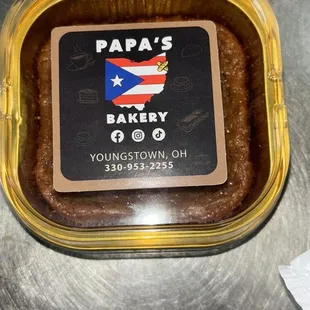 PAPA'S
BAKERY
YOUNGSTOWN, OH
330-953-2255